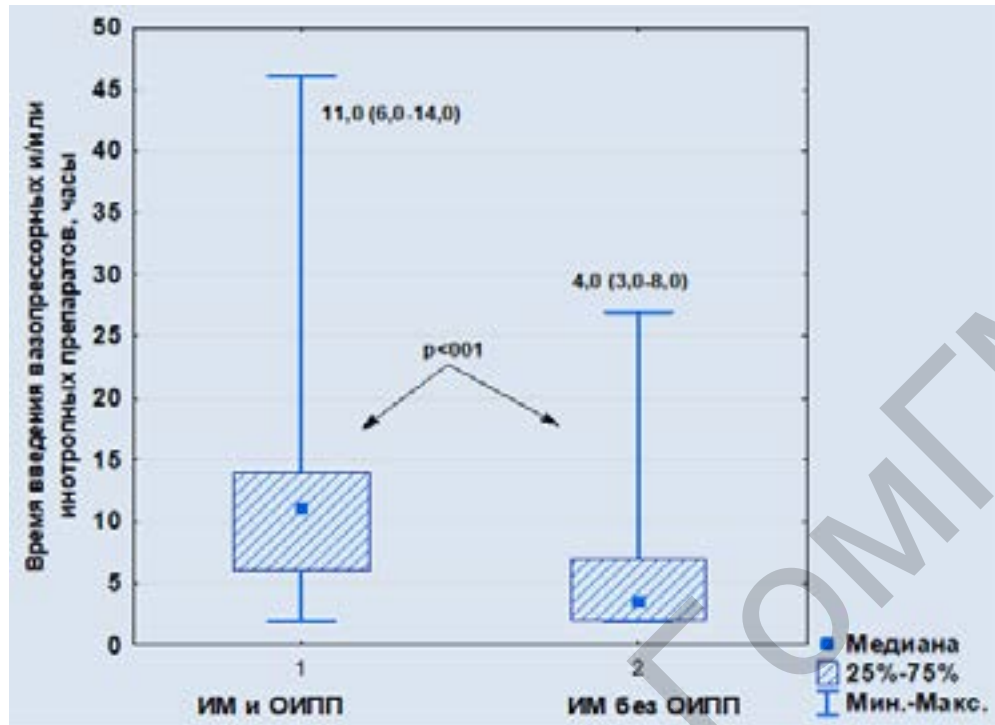 Время введения вазопрессорных и/или
инотропных препаратов, часы
50
45
40
35
30
25
20
15
10
5
0
11,0 (6,0-14,0)
4,0 (3,0-8,0)
p<001
1
2
ИМ и ОИПП
ИМ без ОИПП
Медиана
25%-75%
Мин.-Макс.